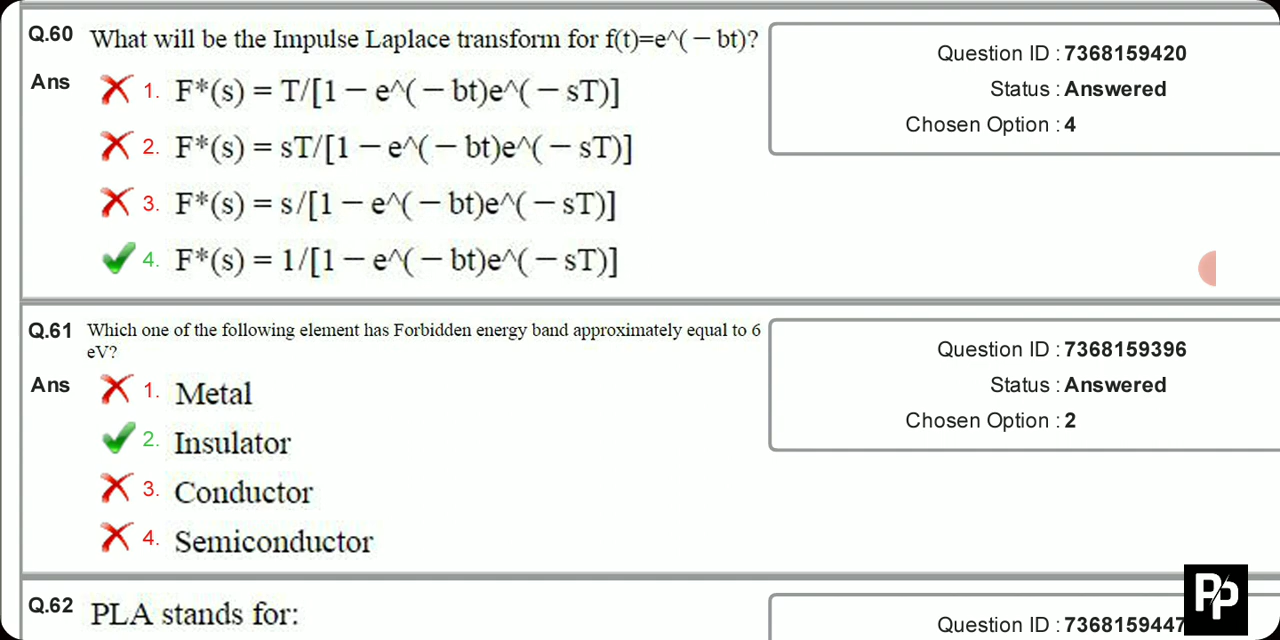 Q.60 What will be the Impulse Laplace transform for f(t)=e^( − bt)?
Question ID : 7368159420
Status : Answered
Chosen Option : 4
Ans 1. F*(s) = T/[1 − e^( − bt)e^( − sT)]
2. F*(s) = sT/[1 − e^( − bt)e^( − sT)]
3. F*(s) = s/[1 − e^( − bt)e^( − sT)]
4. F*(s) = 1/[1 − e^( − bt)e^( − sT)]
Q.61 Which one of the following element has Forbidden energy band approximately equal to 6
eV?
Question ID : 7368159396
Status : Answered
Chosen Option : 2
Ans 1. Metal
2. Insulator
3. Conductor
4. Semiconductor
Q.62 PLA stands for:
Question ID : 7368159447
Pp